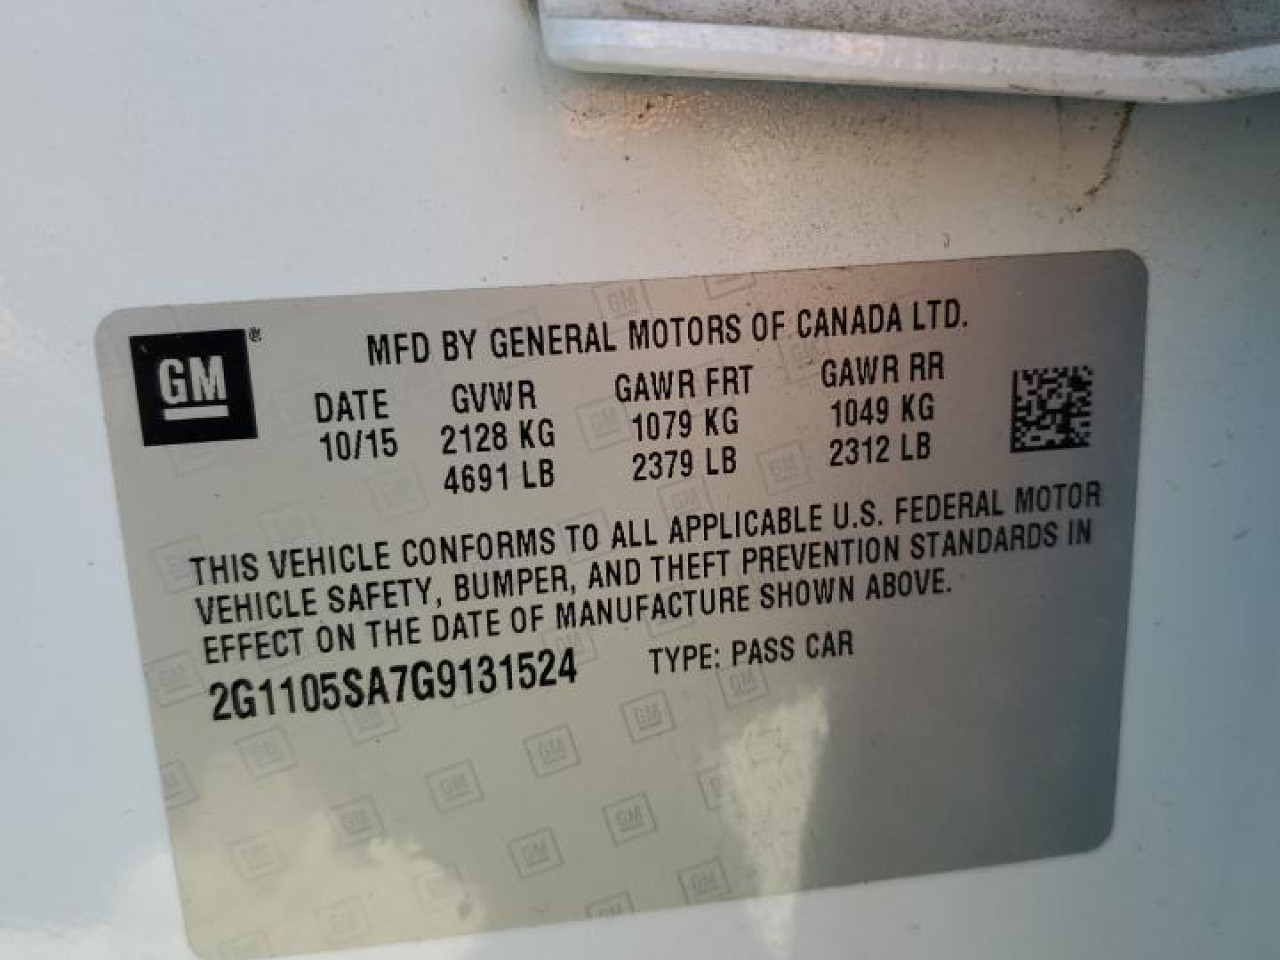 GM®
MFD BY GENERAL MOTORS OF CANADA LTD.
DATE GVWR GAWR FRT GAWR RR
10/15 2128 KG 1079 KG 1049 KG
4691 LB 2379 LB 2312 LB
THIS VEHICLE CONFORMS TO ALL APPLICABLE U.S. FEDERAL MOTOR
VEHICLE SAFETY, BUMPER, AND THEFT PREVENTION STANDARDS IN
EFFECT ON THE DATE OF MANUFACTURE SHOWN ABOVE.
2G1105SA7G9131524 TYPE: PASS CAR